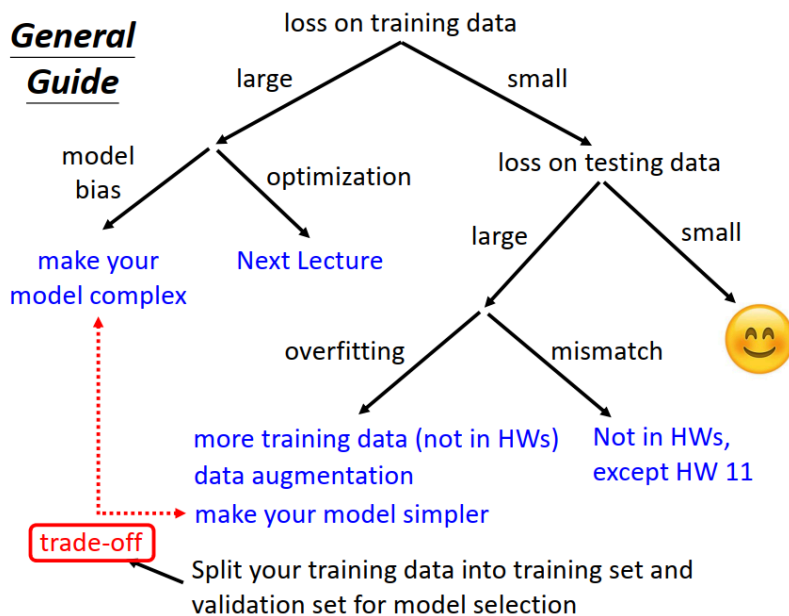 General
Guide
loss on training data
large
small
model
bias
optimization
loss on testing data
make your
model complex
Next Lecture
large
small
overfitting
mismatch
more training data (not in HWs)
data augmentation
make your model simpler
Not in HWs,
except HW 11
trade-off
Split your training data into training set and
validation set for model selection